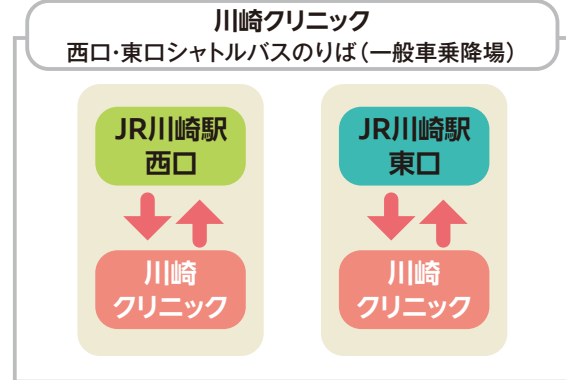 川崎クリニック
西口・東口シャトルバスのりば（一般車乗降場）
JR川崎駅
西口
川崎
クリニック
JR川崎駅
東口
川崎
クリニック